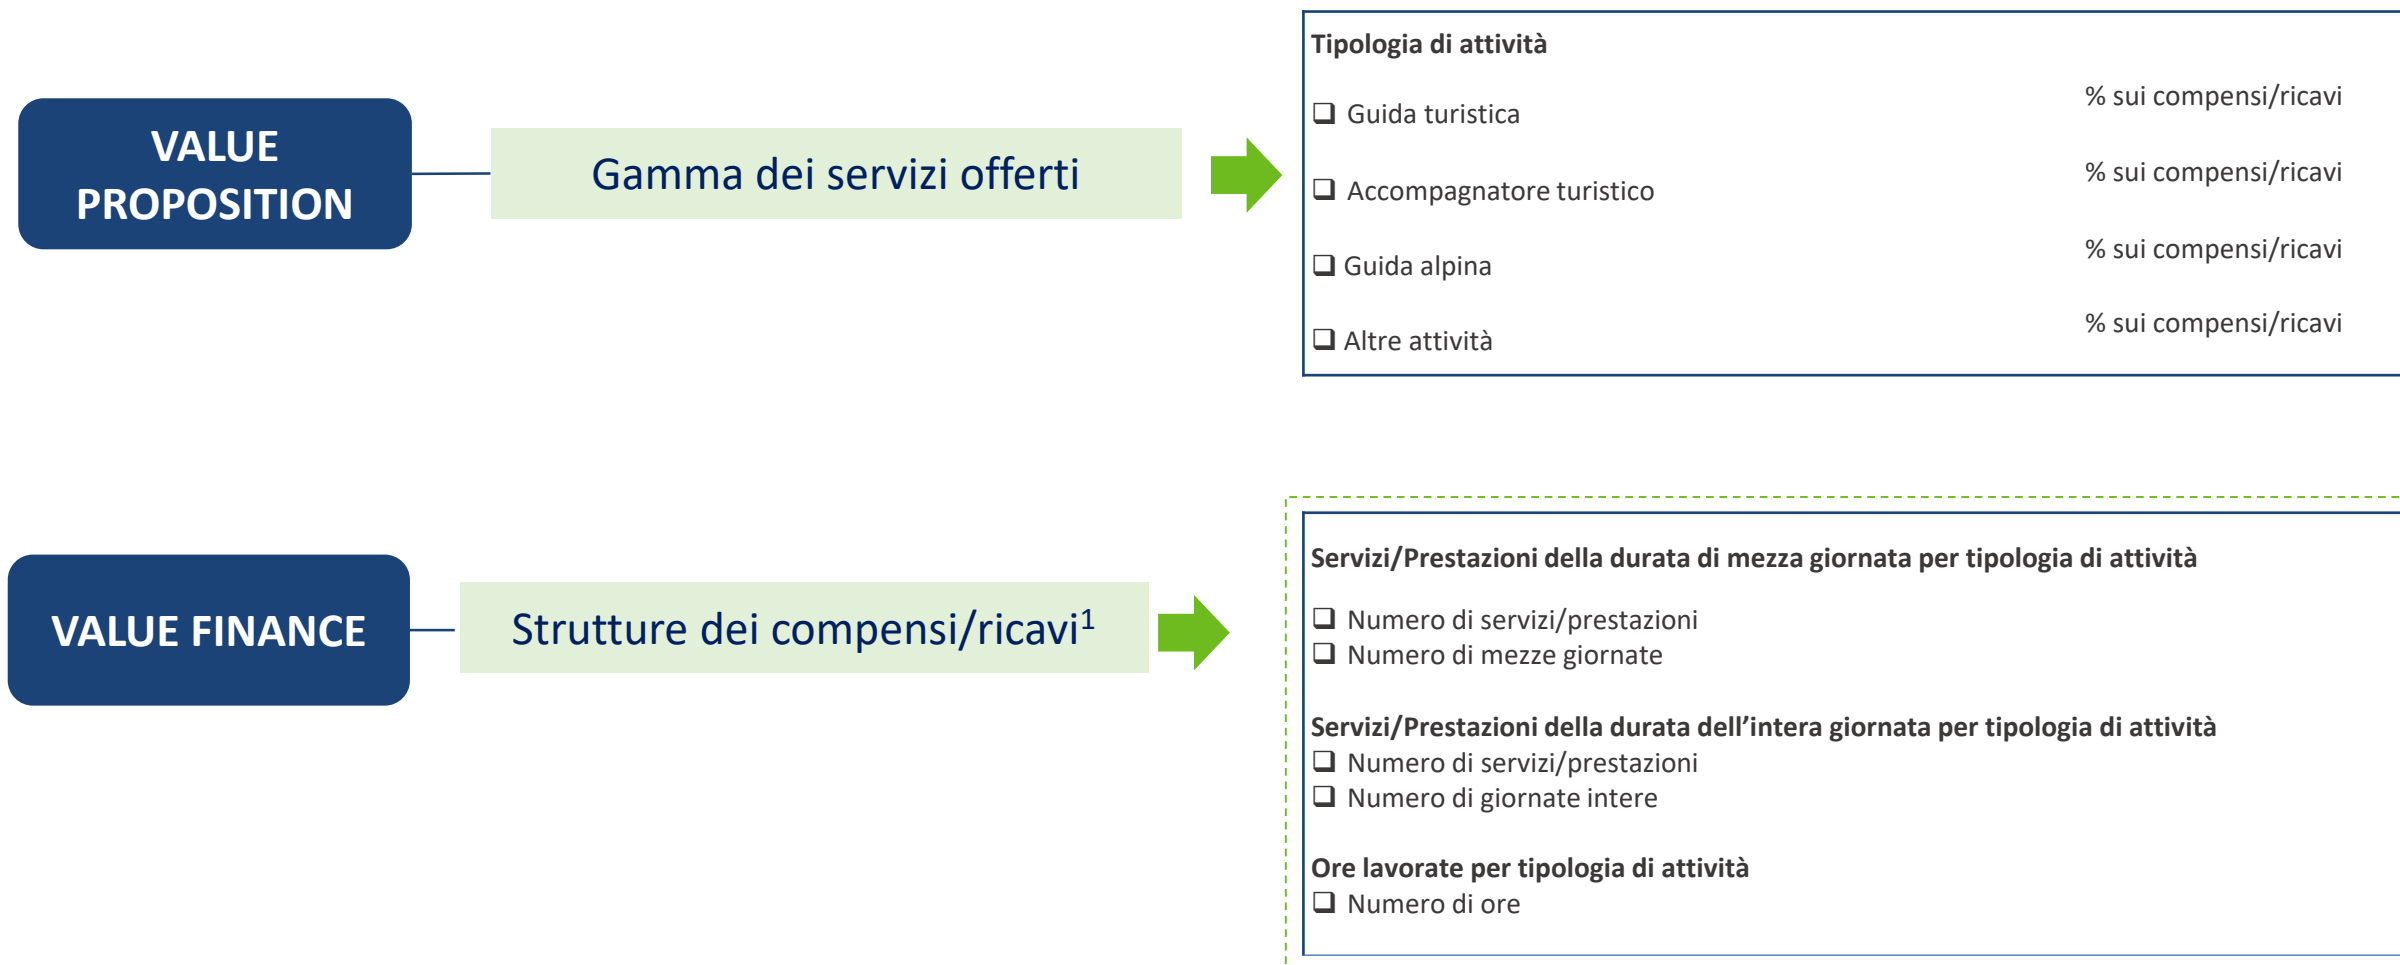 VALUE
PROPOSITION
Gamma dei servizi offerti
Tipologia di attività
Guida turistica
% sui compensi/ricavi
Accompagnatore turistico
% sui compensi/ricavi
Guida alpina
% sui compensi/ricavi
Altre attività
% sui compensi/ricavi
VALUE FINANCE
Strutture dei compensi/ricavi¹
Servizi/Prestazioni della durata di mezza giornata per tipologia di attività
Numero di servizi/prestazioni
Numero di mezze giornate
Servizi/Prestazioni della durata dell’intera giornata per tipologia di attività
Numero di servizi/prestazioni
Numero di giornate intere
Ore lavorate per tipologia di attività
Numero di ore